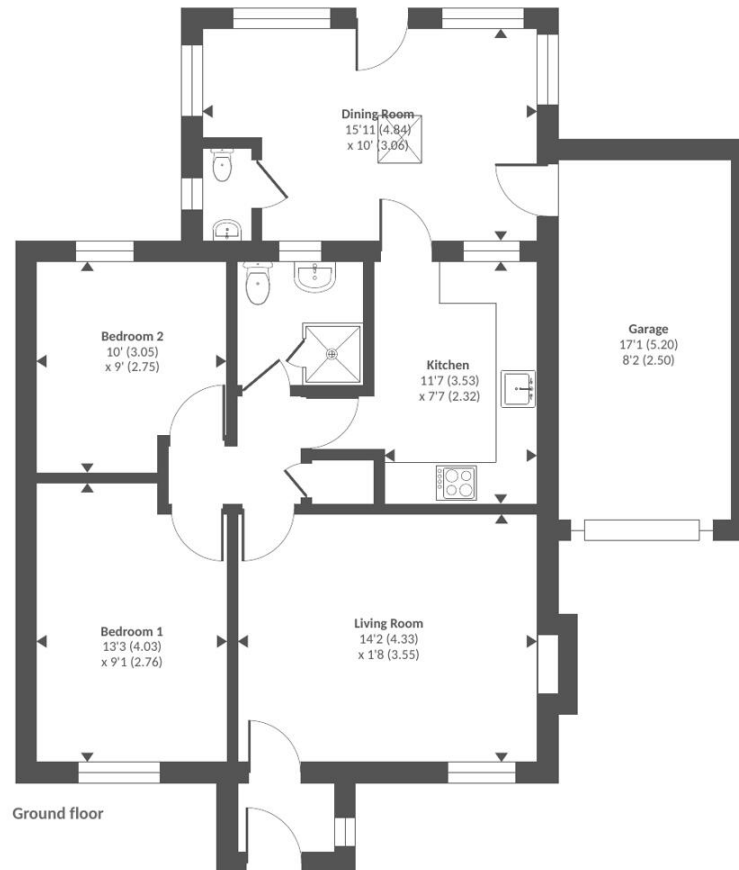 Dining Room
15'11 (4.84)
x 10' (3.06)
Bedroom 2
10' (3.05)
x 9' (2.75)
Kitchen
11'7 (3.53)
x 7'7 (2.32)
Garage
17'1 (5.20)
8'2 (2.50)
Bedroom 1
13'3 (4.03)
x 9'1 (2.76)
Living Room
14'2 (4.33)
x 1'8 (3.55)
Ground floor